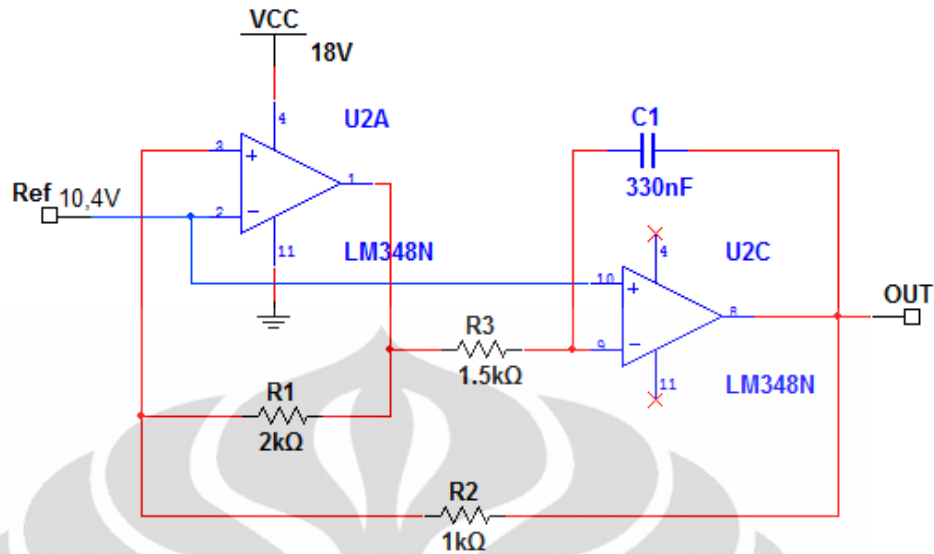 VCC
18V
4
U2A
3
+
1
Ref 10,4V
2
−
11
LM348N
C1
330nF
4
U2C
10
+
8
OUT
9
−
11
LM348N
R3
1.5kΩ
R1
2kΩ
R2
1kΩ